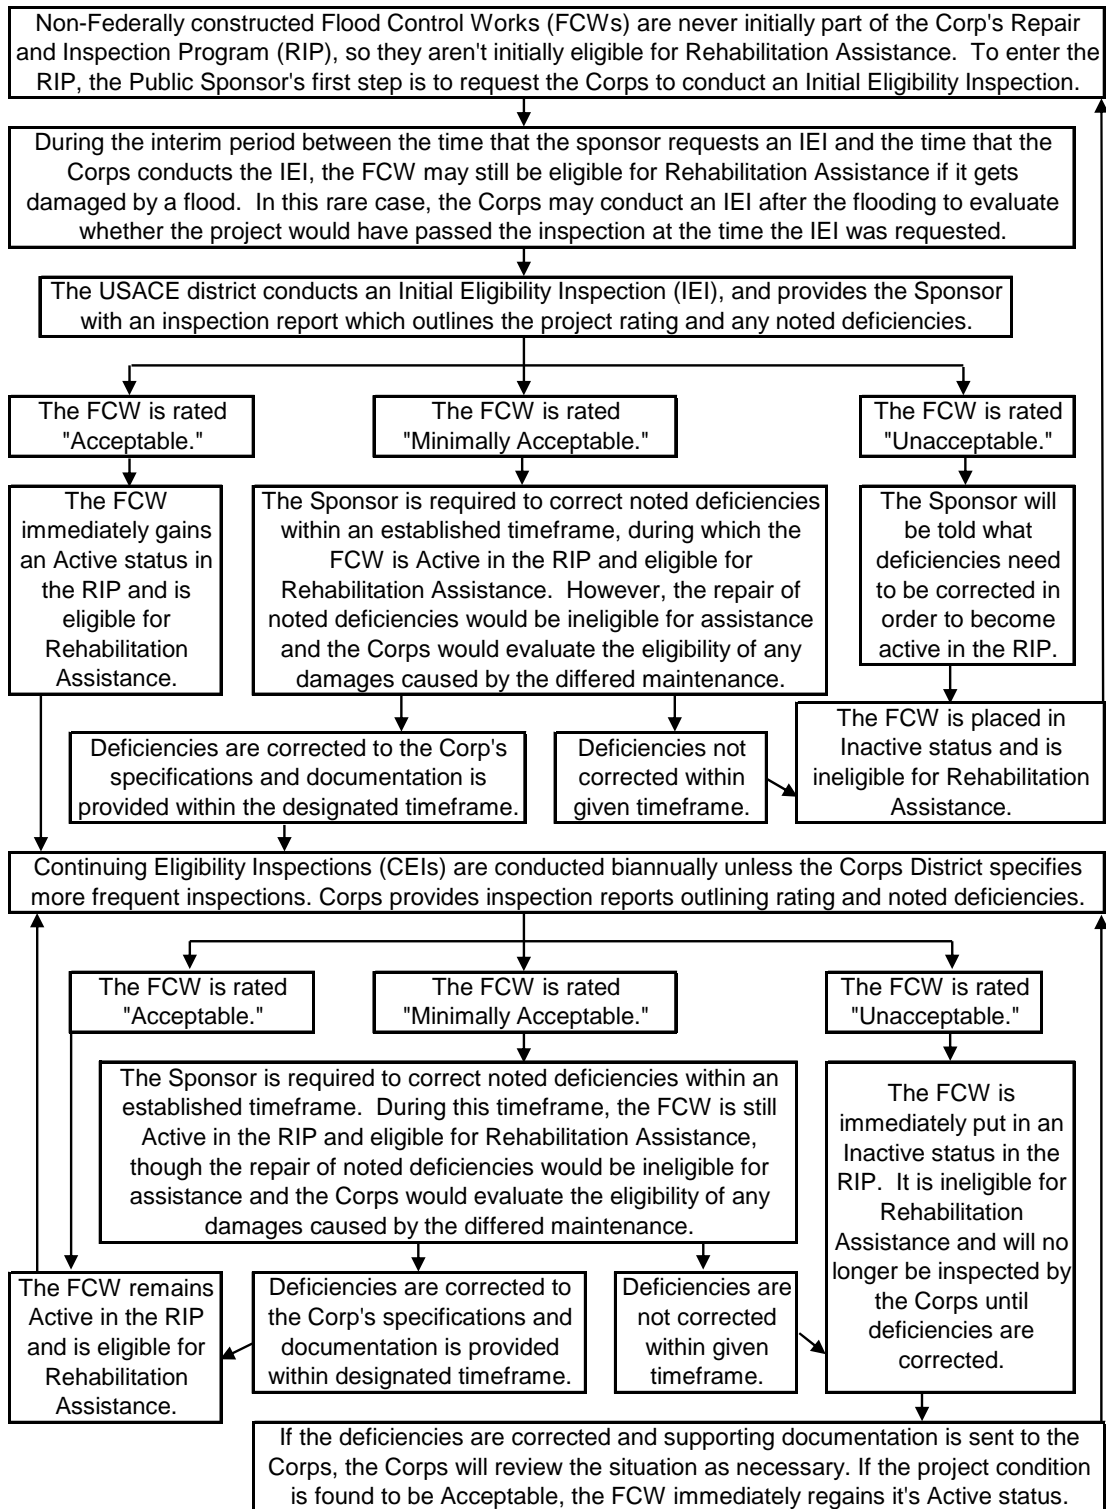 Non-Federally constructed Flood Control Works (FCWs) are never initially part of the Corp's Repair
and Inspection Program (RIP), so they aren't initially eligible for Rehabilitation Assistance.  To enter the
RIP, the Public Sponsor's first step is to request the Corps to conduct an Initial Eligibility Inspection.
During the interim period between the time that the sponsor requests an IEI and the time that the
Corps conducts the IEI, the FCW may still be eligible for Rehabilitation Assistance if it gets
damaged by a flood.  In this rare case, the Corps may conduct an IEI after the flooding to evaluate
whether the project would have passed the inspection at the time the IEI was requested.
The USACE district conducts an Initial Eligibility Inspection (IEI), and provides the Sponsor
with an inspection report which outlines the project rating and any noted deficiencies.
The FCW is rated
"Acceptable."
The FCW is rated
"Minimally Acceptable."
The FCW is rated
"Unacceptable."
The FCW
immediately gains
an Active status in
the RIP and is
eligible for
Rehabilitation
Assistance.
The Sponsor is required to correct noted deficiencies
within an established timeframe, during which the
FCW is Active in the RIP and eligible for
Rehabilitation Assistance.  However, the repair of
noted deficiencies would be ineligible for assistance
and the Corps would evaluate the eligibility of any
damages caused by the differed maintenance.
The Sponsor will
be told what
deficiencies need
to be corrected in
order to become
active in the RIP.
Deficiencies are corrected to the Corp's
specifications and documentation is
provided within the designated timeframe.
Deficiencies not
corrected within
given timeframe.
The FCW is placed in
Inactive status and is
ineligible for Rehabilitation
Assistance.
Continuing Eligibility Inspections (CEIs) are conducted biannually unless the Corps District specifies
more frequent inspections. Corps provides inspection reports outlining rating and noted deficiencies.
The FCW is rated
"Acceptable."
The FCW is rated
"Minimally Acceptable."
The FCW is rated
"Unacceptable."
The Sponsor is required to correct noted deficiencies within an
established timeframe.  During this timeframe, the FCW is still
Active in the RIP and eligible for Rehabilitation Assistance,
though the repair of noted deficiencies would be ineligible for
assistance and the Corps would evaluate the eligibility of any
damages caused by the differed maintenance.
The FCW is
immediately put in an
Inactive status in the
RIP.  It is ineligible for
Rehabilitation
Assistance and will no
longer be inspected by
the Corps until
deficiencies are
corrected.
The FCW remains
Active in the RIP
and is eligible for
Rehabilitation
Assistance.
Deficiencies are corrected to
the Corp's specifications and
documentation is provided
within designated timeframe.
Deficiencies are
not corrected
within given
timeframe.
If the deficiencies are corrected and supporting documentation is sent to the
Corps, the Corps will review the situation as necessary. If the project condition
is found to be Acceptable, the FCW immediately regains it's Active status.